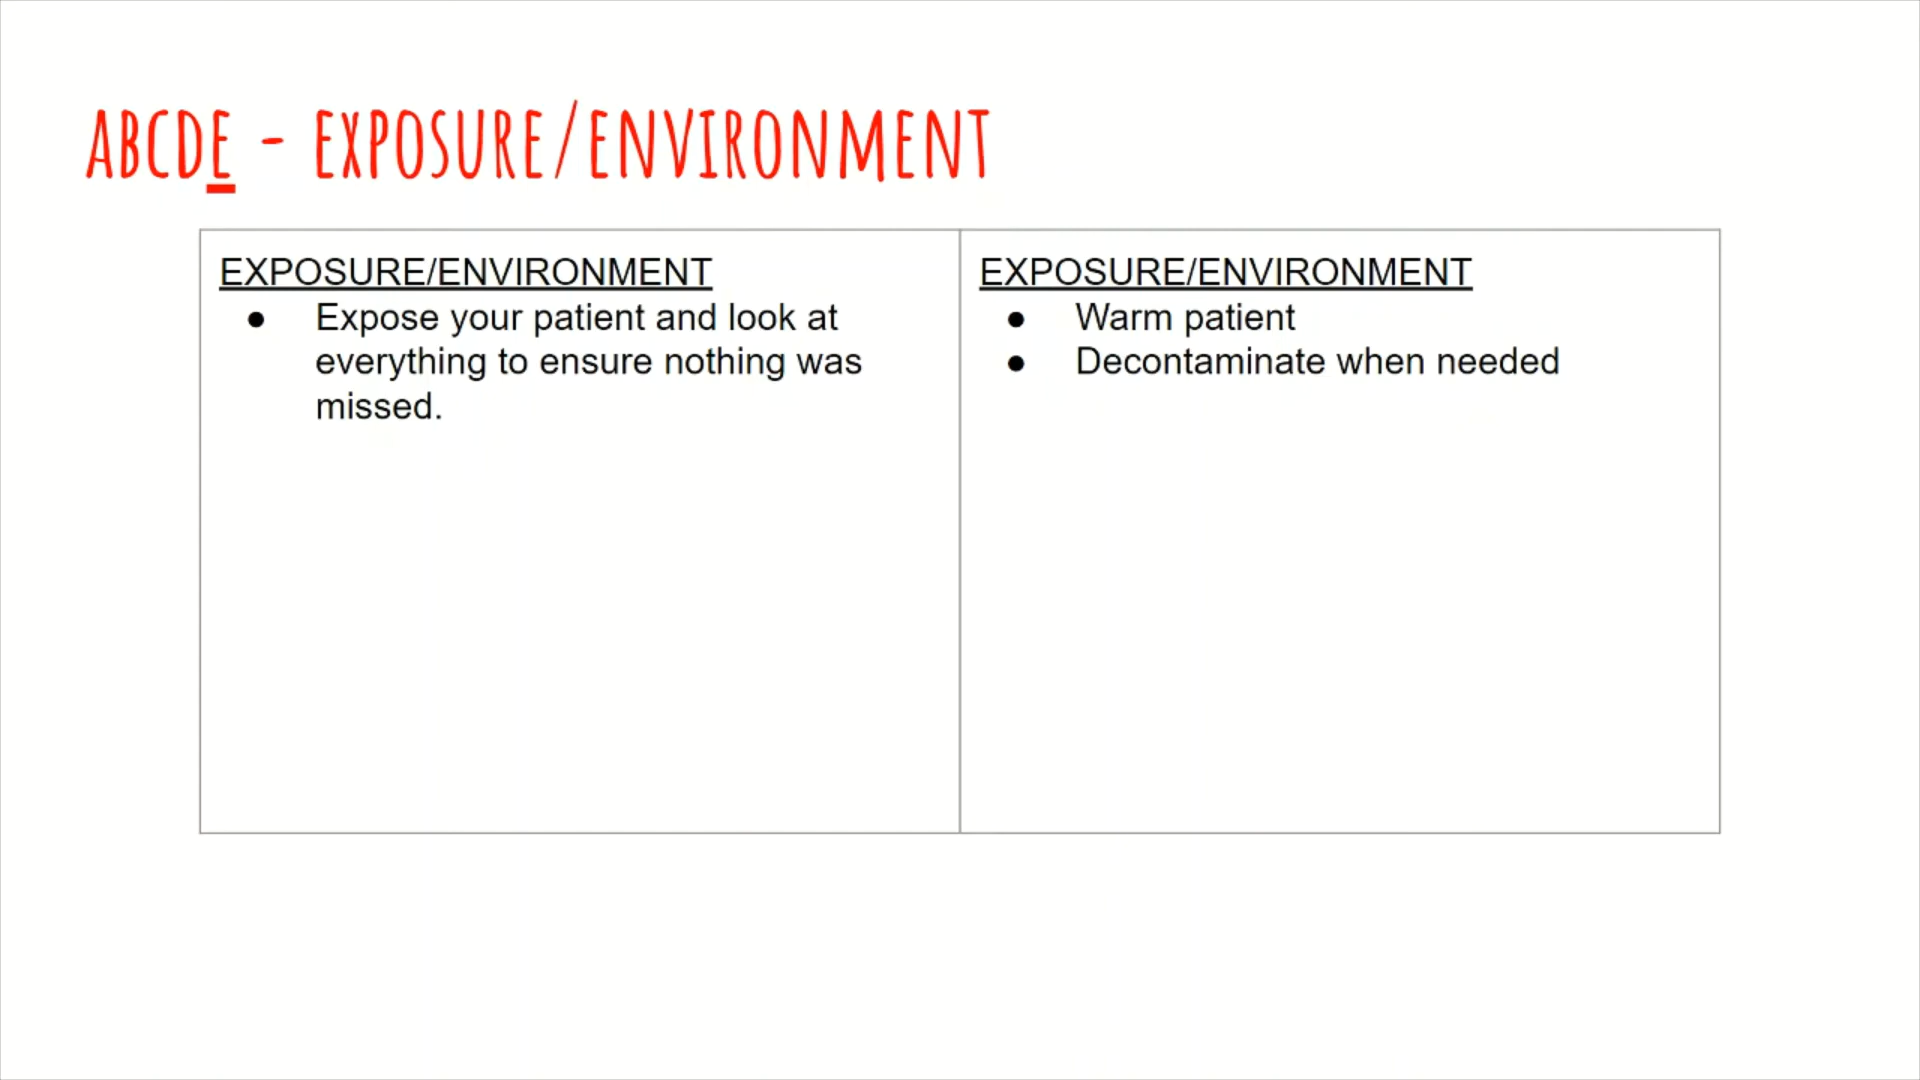 ABCDE - EXPOSURE/ENVIRONMENT
EXPOSURE/ENVIRONMENT
● Expose your patient and look at
everything to ensure nothing was
missed.
EXPOSURE/ENVIRONMENT
● Warm patient
● Decontaminate when needed